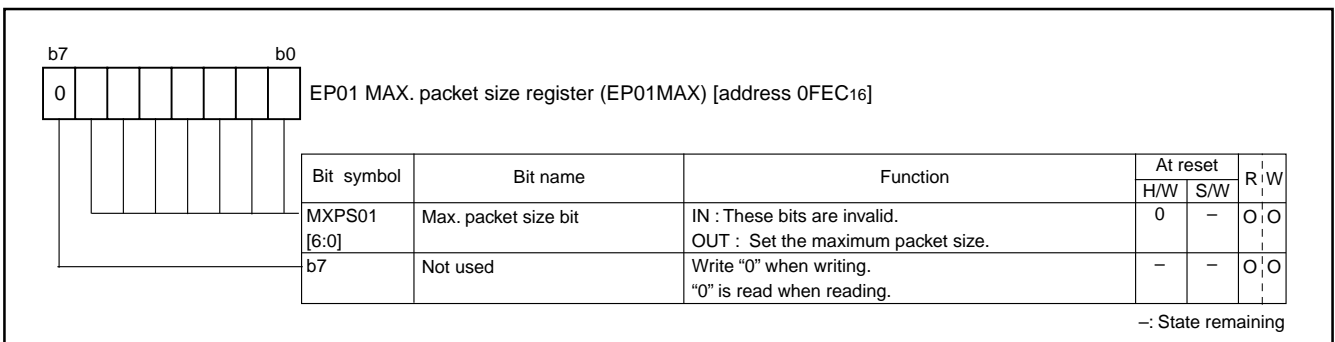 b7 b0
0 EP01 MAX. packet size register (EP01MAX) [address 0FEC16]
Bit symbol Bit name Function At reset R W
H/W S/W
MXPS01 Max. packet size bit IN : These bits are invalid. 0 – O O
[6:0] OUT : Set the maximum packet size.
b7 Not used Write “0” when writing. – – O O
“0” is read when reading.
–: State remaining